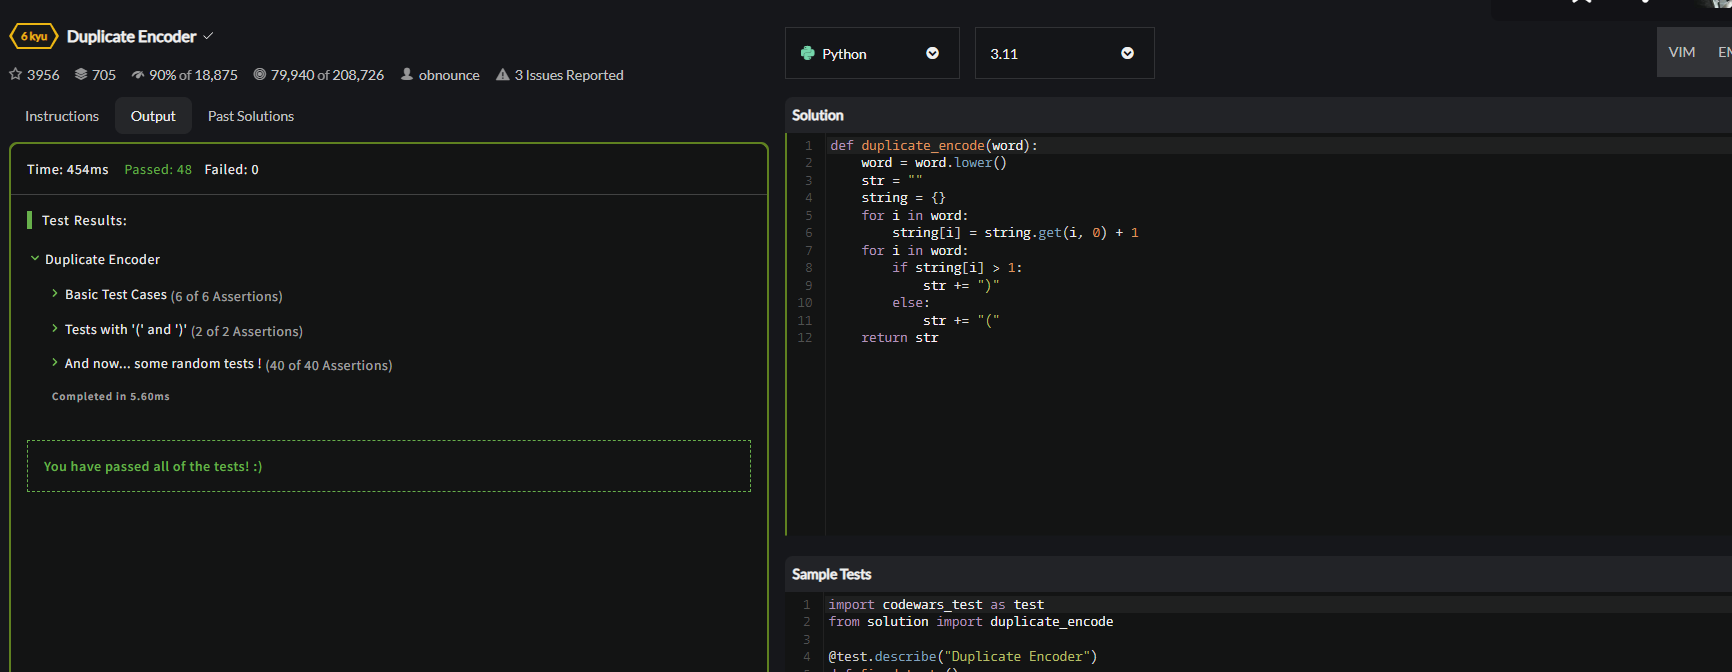 6 kyu Duplicate Encoder
3956 705 90% of 18,875 79,940 of 208,726 obnounce 3 Issues Reported
Instructions Output Past Solutions
Time: 454ms Passed: 48 Failed: 0
Test Results:
Duplicate Encoder
Basic Test Cases (6 of 6 Assertions)
Tests with '(' and ')' (2 of 2 Assertions)
And now... some random tests ! (40 of 40 Assertions)
Completed in 5.60ms
You have passed all of the tests! :)
Python 3.11 VIM
Solution
1 def duplicate_encode(word):
2     word = word.lower()
3     str = ""
4     string = {}
5     for i in word:
6         string[i] = string.get(i, 0) + 1
7     for i in word:
8         if string[i] > 1:
9             str += ")"
10         else:
11             str += "("
12     return str
Sample Tests
1 import codewars_test as test
2 from solution import duplicate_encode
3
4 @test.describe("Duplicate Encoder")